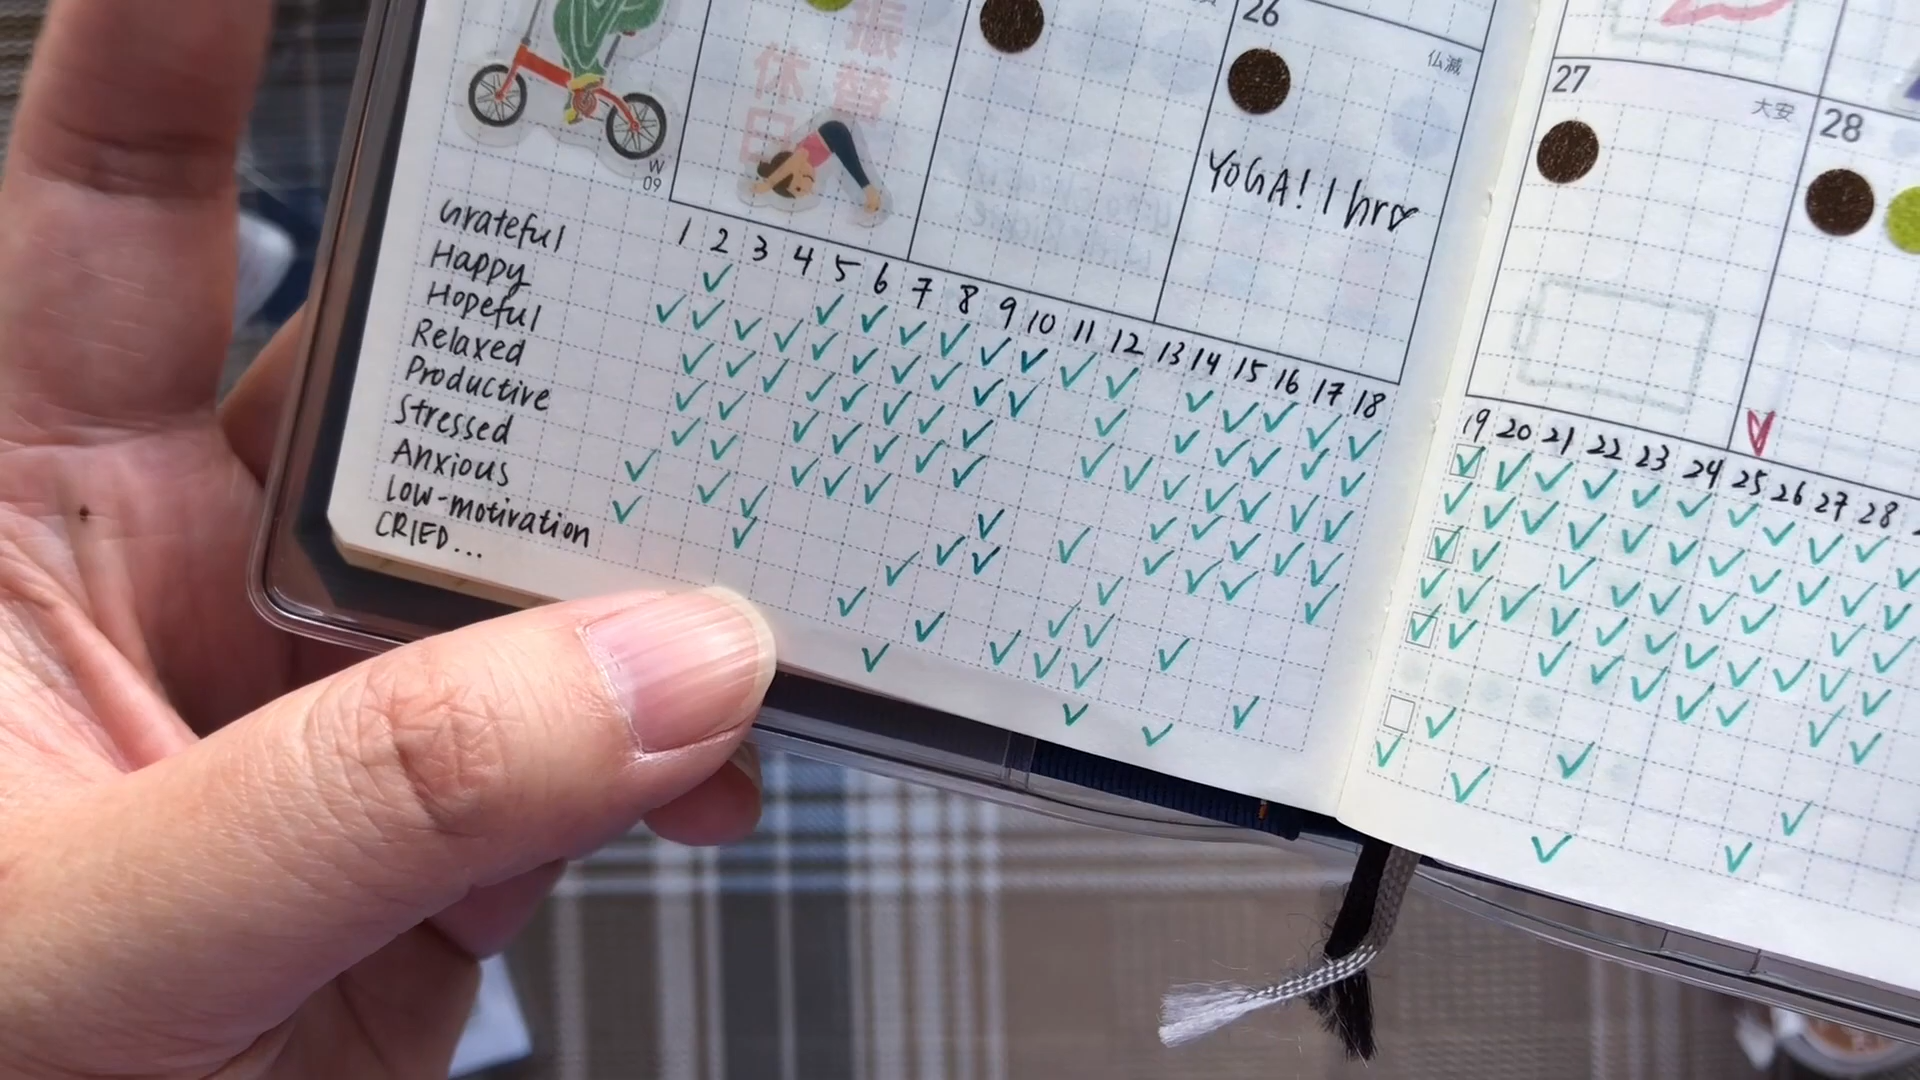 26
仏滅
振替
休日
W
09
YOGA! 1 hr
27
大安
28
1 2 3 4 5 6 7 8 9 10 11 12 13 14 15 16 17 18
19 20 21 22 23 24 25 26 27 28
Grateful
Happy
Hopeful
Relaxed
Productive
Stressed
Anxious
Low-motivation
CRIED...